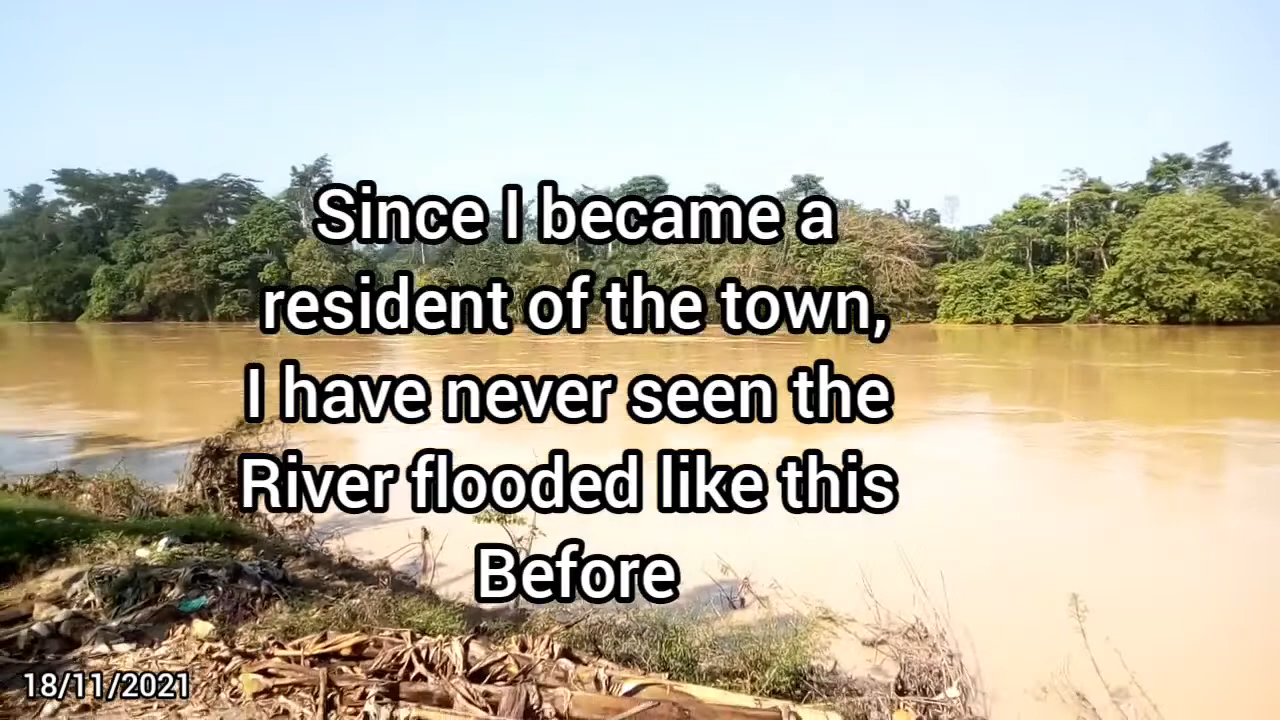 Since I became a
resident of the town,
I have never seen the
River flooded like this
Before
18/11/2021